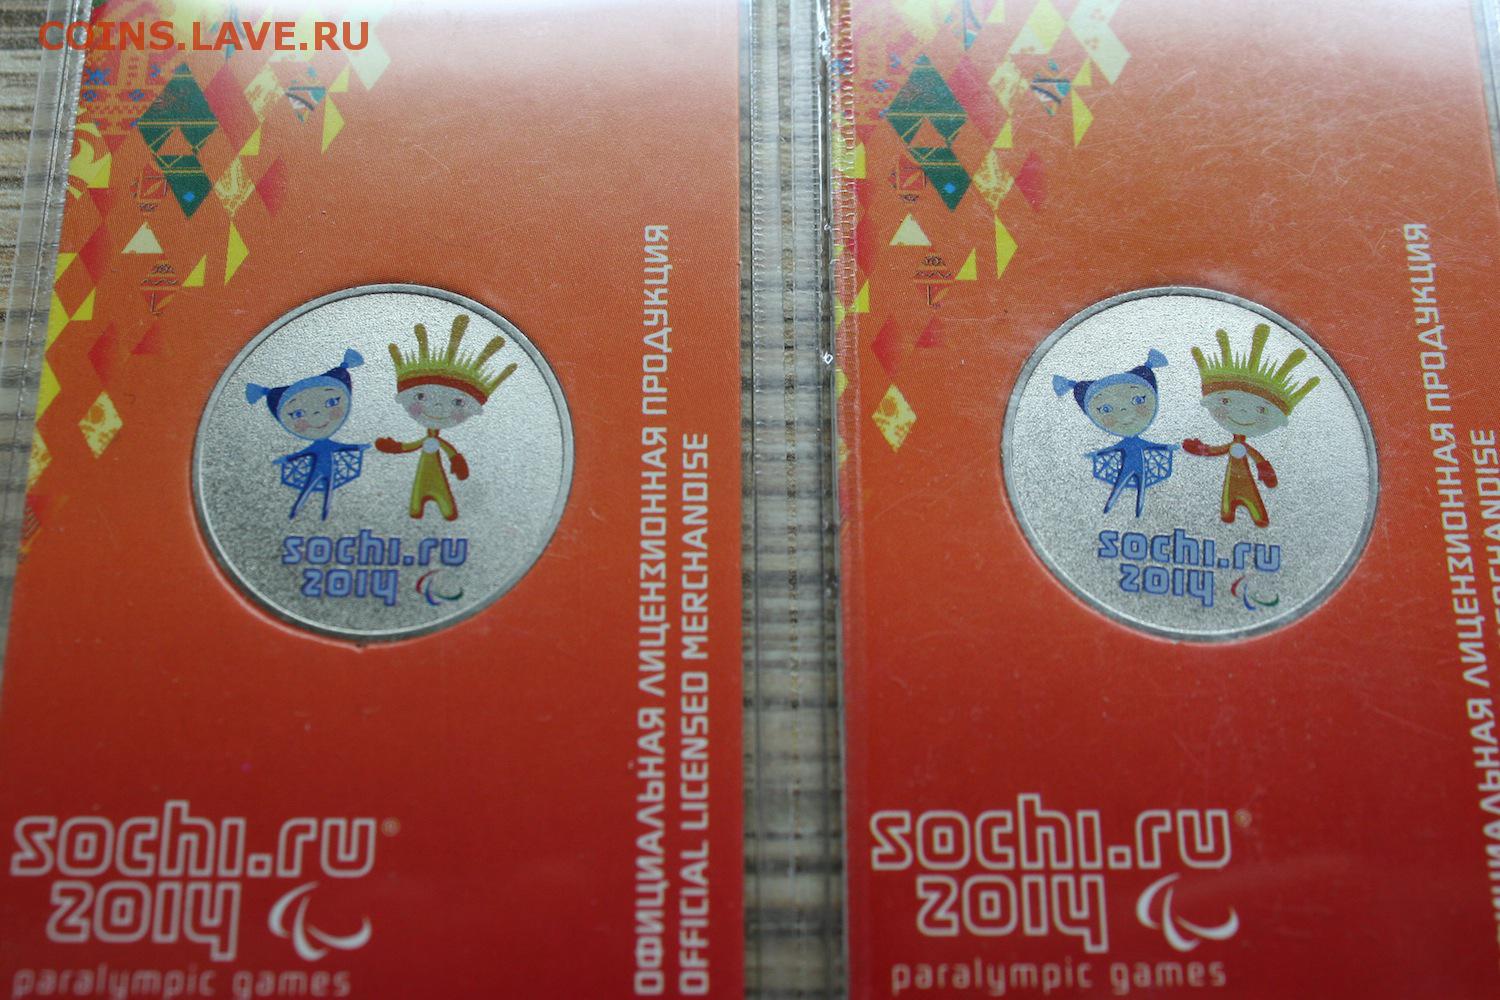 COINS.LAVE.RU
sochi.ru
2014
ОФИЦИАЛЬНАЯ ЛИЦЕНЗИОННАЯ ПРОДУКЦИЯ
OFFICIAL LICENSED MERCHANDISE
sochi.ru®
2014
paralympic games
sochi.ru
2014
ЛИЦЕНЗИОННАЯ ПРОДУКЦИЯ
MERCHANDISE
sochi.ru®
2014
paralympic games